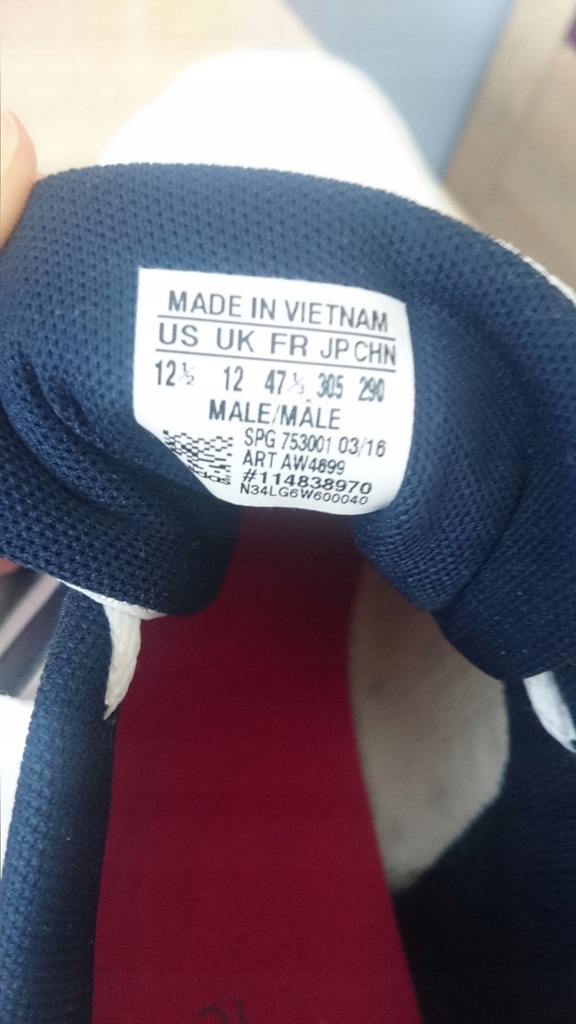 MADE IN VIETNAM
US UK FR JP CHN
12½ 12 47⅓ 305 290
MALE/MÂLE
SPG 753001 03/16
ART AW4699
#114838970
N34LG6W600040